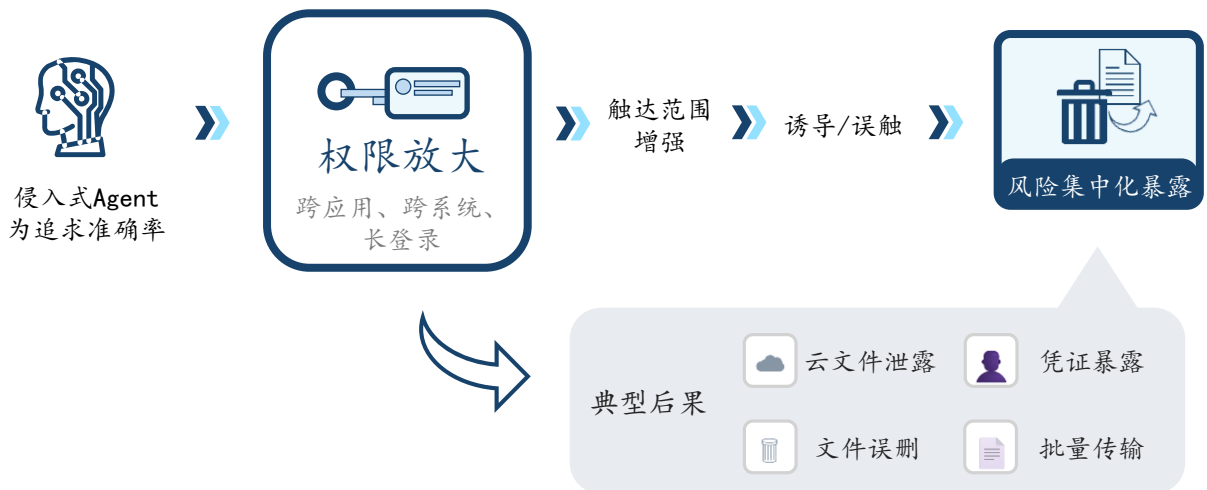 侵入式Agent
为追求准确率
权限放大
跨应用、跨系统、
长登录
触达范围
增强
诱导/误触
风险集中化暴露
典型后果
云文件泄露
凭证暴露
文件误删
批量传输